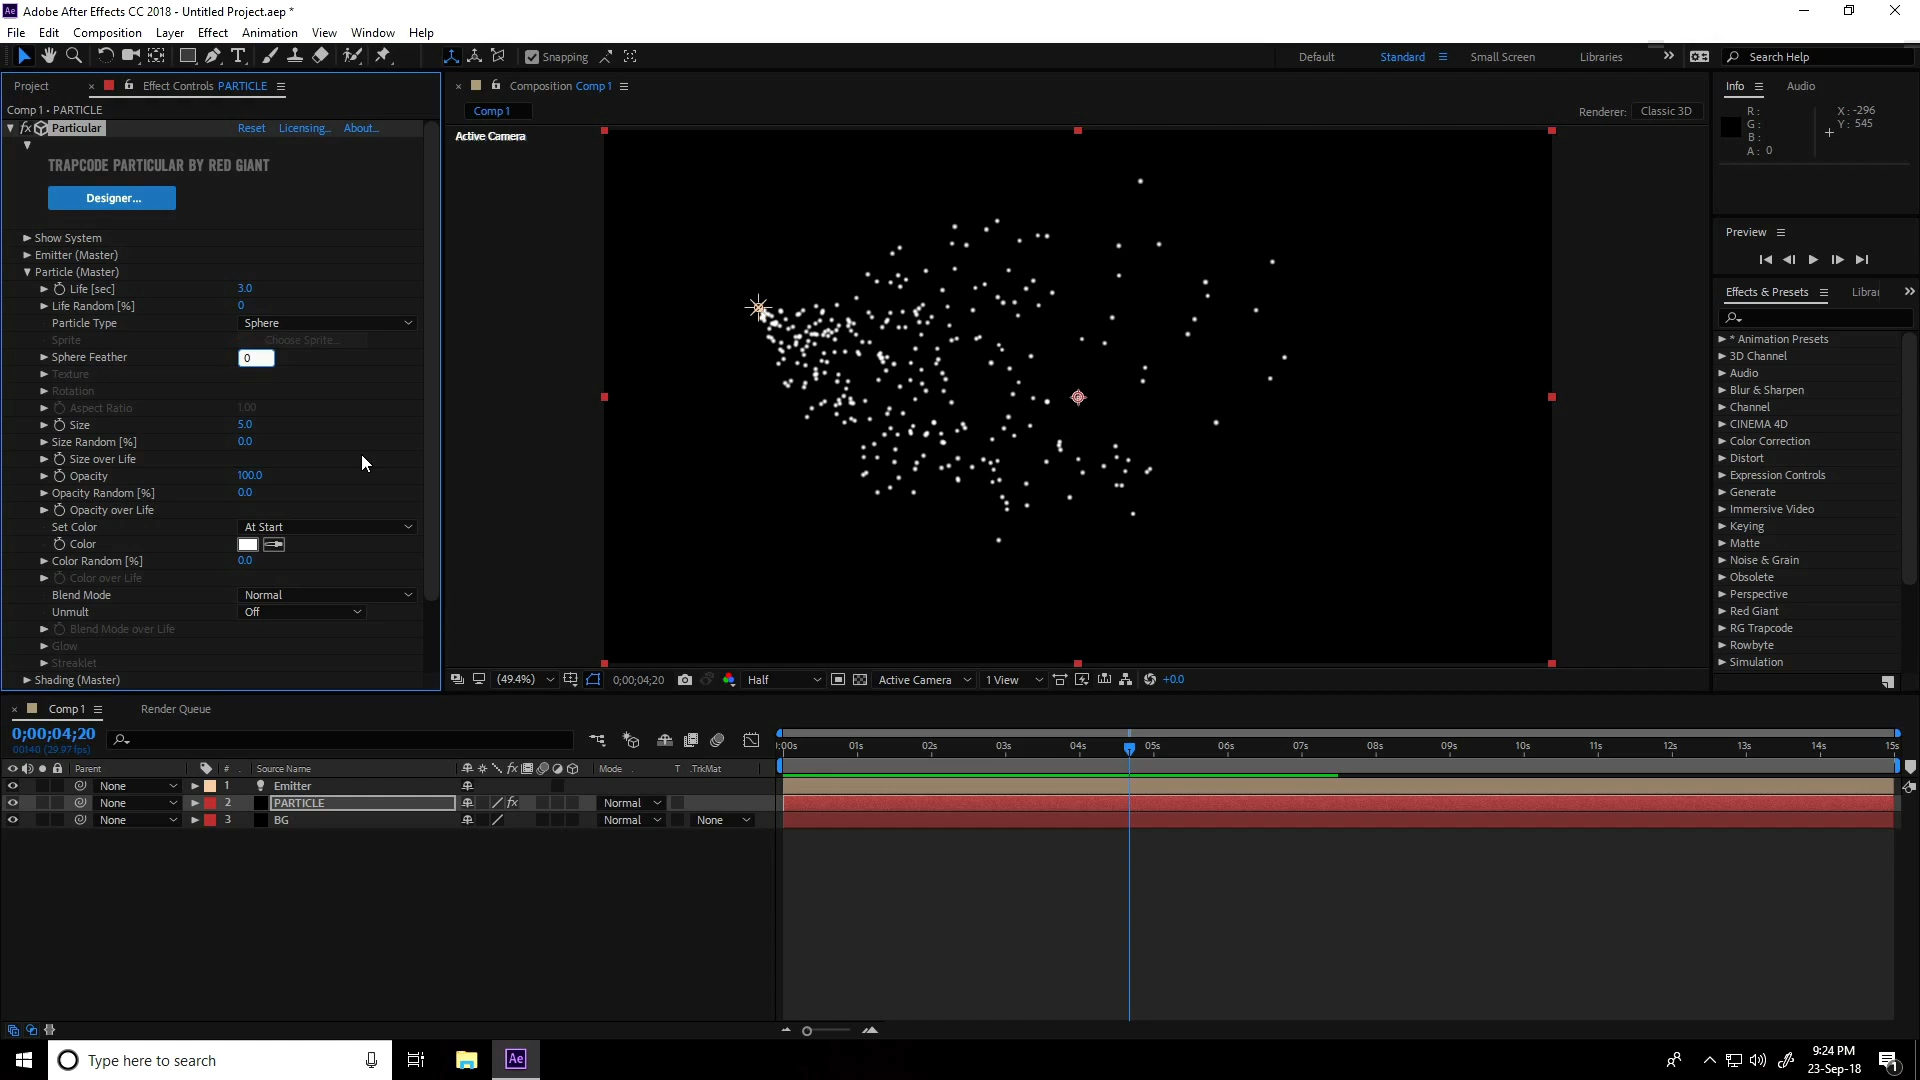 Adobe After Effects CC 2018 - Untitled Project.aep *
File Edit Composition Layer Effect Animation View Window Help
Snapping
Default Standard Small Screen Libraries Search Help
Project Effect Controls PARTICLE
Composition Comp 1
Info Audio
Comp 1 • PARTICLE
Comp 1
Renderer: Classic 3D
R: X: -296
G: Y: 545
B:
A: 0
fx Particular Reset Licensing... About...
Active Camera
TRAPCODE PARTICULAR BY RED GIANT
Designer...
Show System
Emitter (Master)
Particle (Master)
Life [sec] 3.0
Life Random [%] 0
Particle Type Sphere
Sprite Choose Sprite...
Sphere Feather 0
Texture
Rotation
Aspect Ratio 1.00
Size 5.0
Size Random [%] 0.0
Size over Life
Opacity 100.0
Opacity Random [%] 0.0
Opacity over Life
Set Color At Start
Color
Color Random [%] 0.0
Color over Life
Blend Mode Normal
Unmult Off
Blend Mode over Life
Glow
Streaklet
Shading (Master)
Preview
Effects & Presets Librar
* Animation Presets
3D Channel
Audio
Blur & Sharpen
Channel
CINEMA 4D
Color Correction
Distort
Expression Controls
Generate
Immersive Video
Keying
Matte
Noise & Grain
Obsolete
Perspective
Red Giant
RG Trapcode
Rowbyte
Simulation
(49.4%) 0;00;04;20 Half Active Camera 1 View +0.0
Comp 1 Render Queue
0;00;04;20
00140 (29.97 fps)
:00s 01s 02s 03s 04s 05s 06s 07s 08s 09s 10s 11s 12s 13s 14s 15s
Parent # Source Name fx Mode T .TrkMat
None 1 Emitter
None 2 PARTICLE fx Normal
None 3 BG Normal None
Type here to search
Ae
9:24 PM
23-Sep-18
1